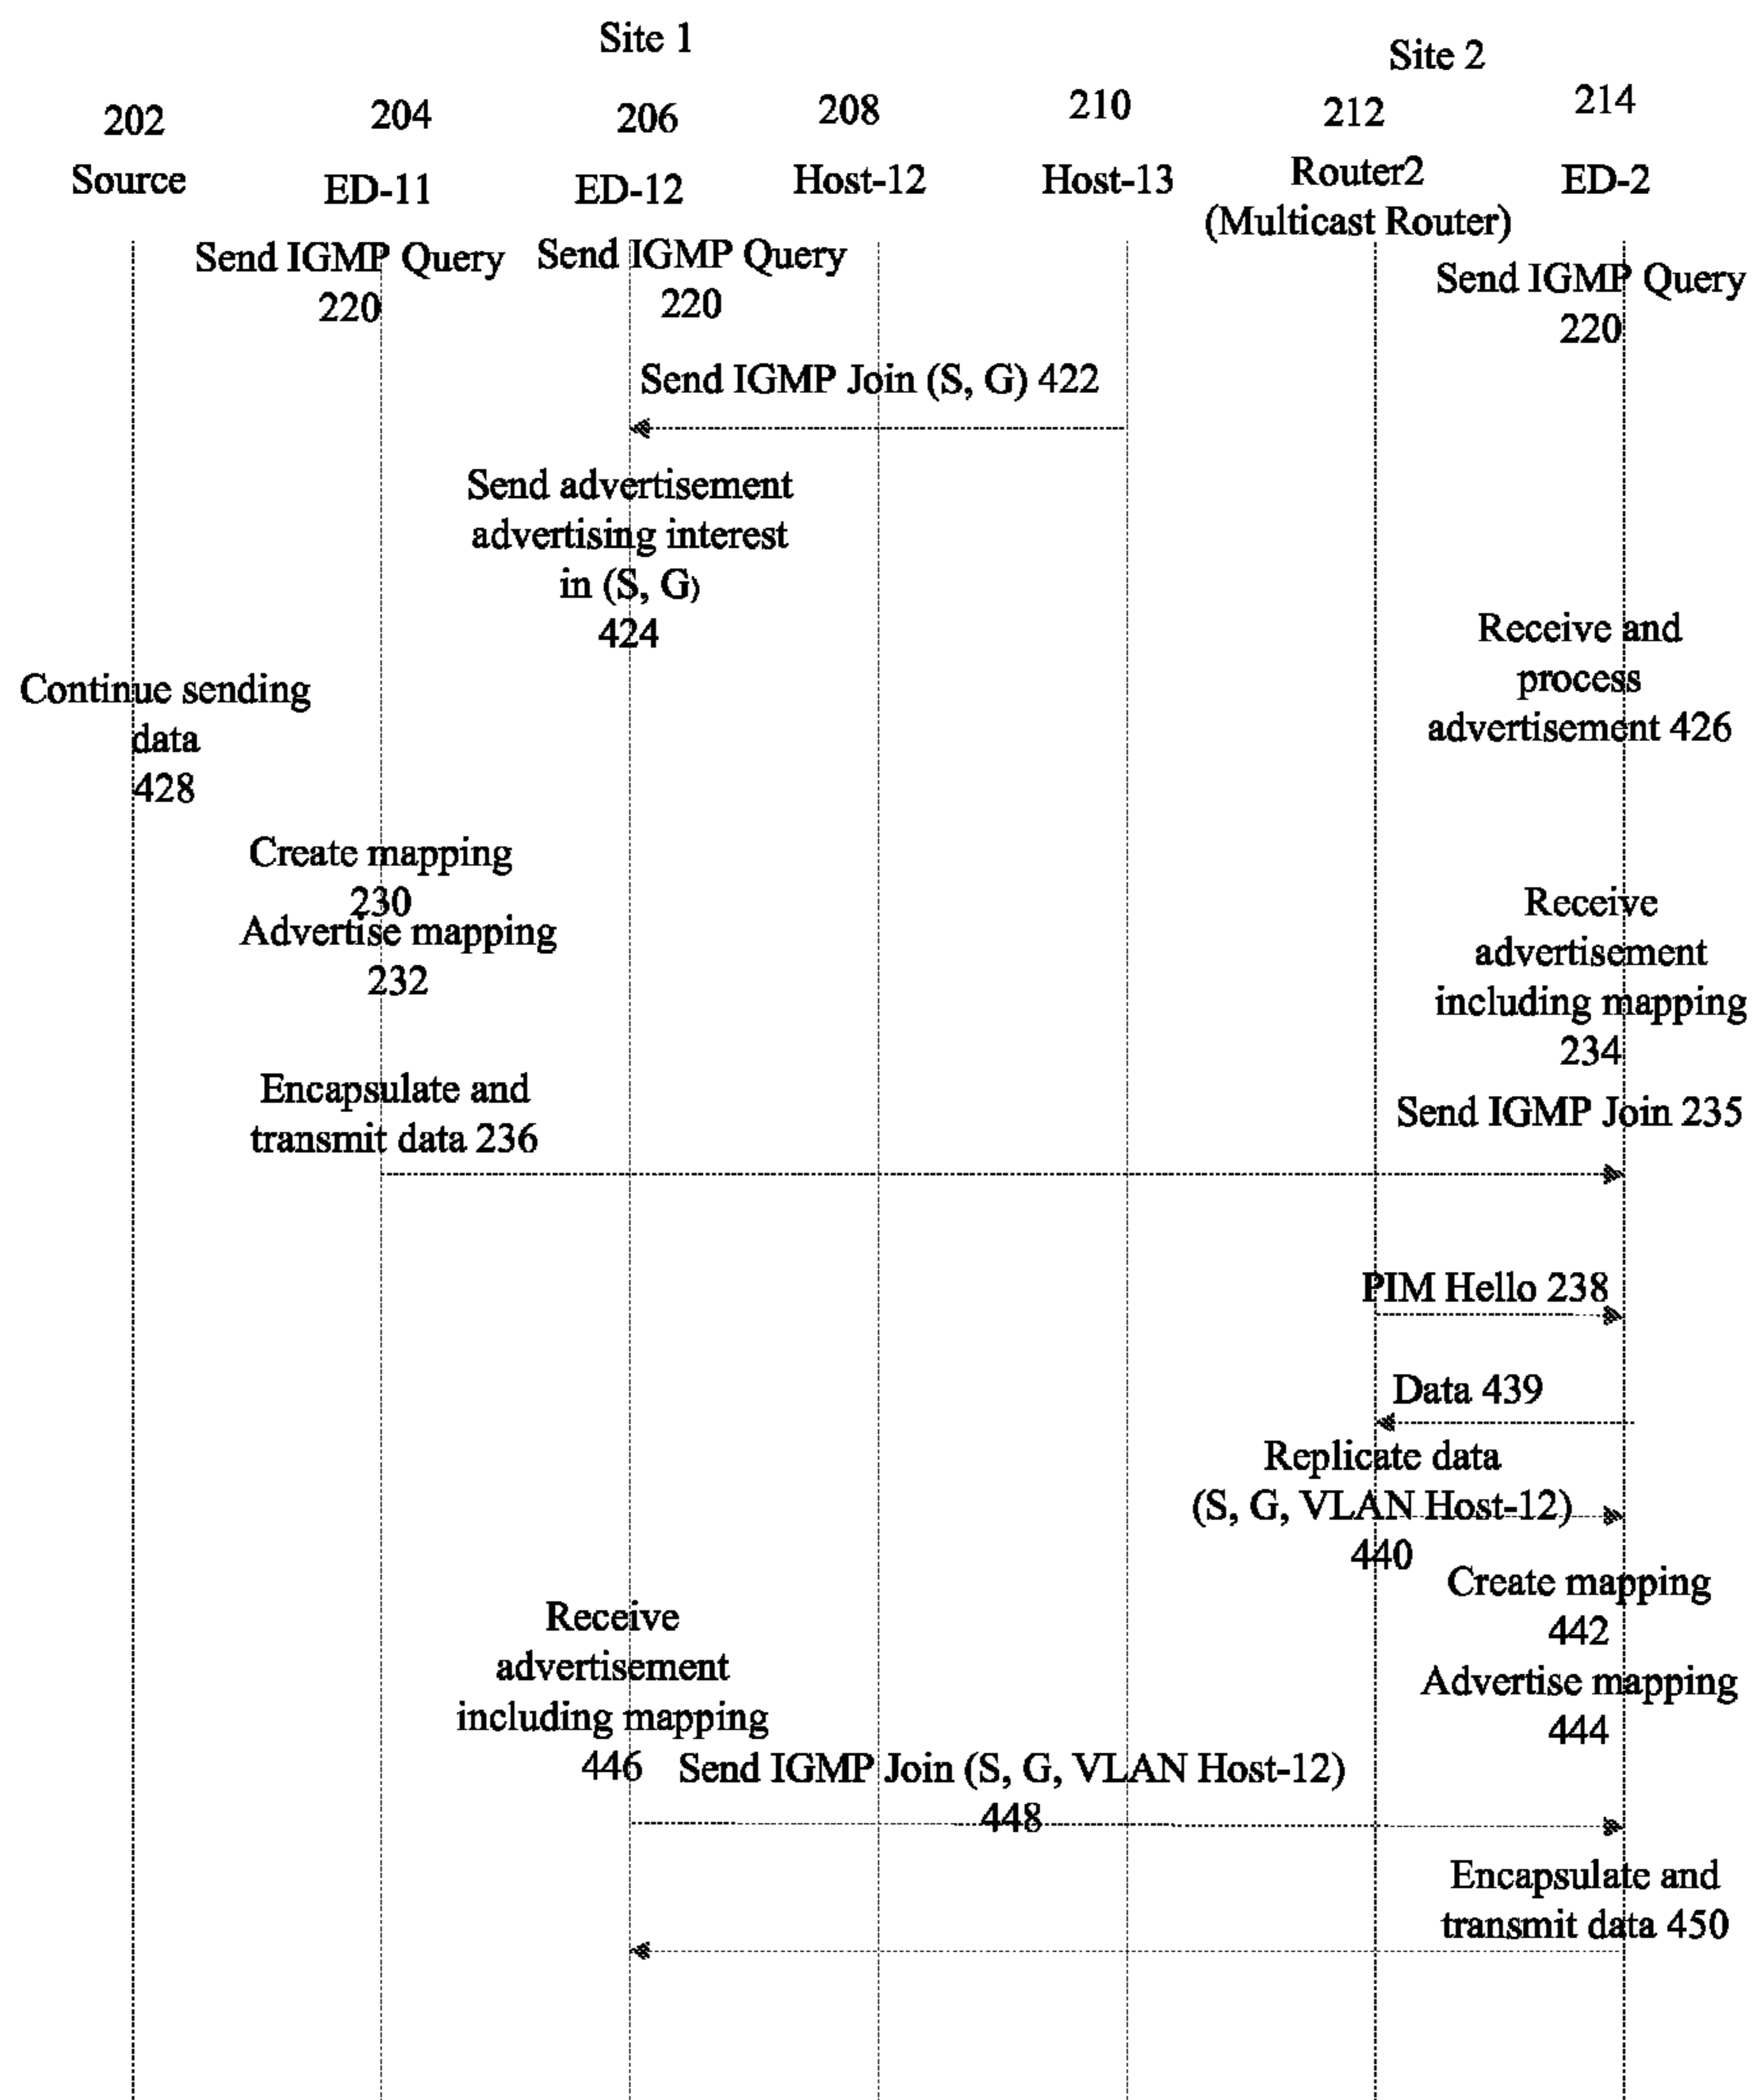 Site 1
Site 2
202
204
206
208
210
212
214
Source
ED-11
ED-12
Host-12
Host-13
Router2
(Multicast Router)
ED-2
Send IGMP Query
220
Send IGMP Query
220
Send IGMP Query
220
Send IGMP Join (S, G) 422
Send advertisement
advertising interest
in (S, G)
424
Receive and
process
advertisement 426
Continue sending
data
428
Create mapping
230
Advertise mapping
232
Receive
advertisement
including mapping
234
Encapsulate and
transmit data 236
Send IGMP Join 235
PIM Hello 238
Data 439
Replicate data
(S, G, VLAN Host-12)
440
Create mapping
442
Advertise mapping
444
Receive
advertisement
including mapping
446
Send IGMP Join (S, G, VLAN Host-12)
448
Encapsulate and
transmit data 450